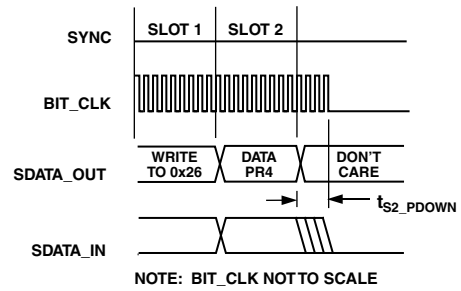 SLOT 1 SLOT 2
SYNC
BIT_CLK
WRITE TO 0x26
DATA PR4
DON'T CARE
SDATA_OUT
tS2_PDOWN
SDATA_IN
NOTE: BIT_CLK NOT TO SCALE